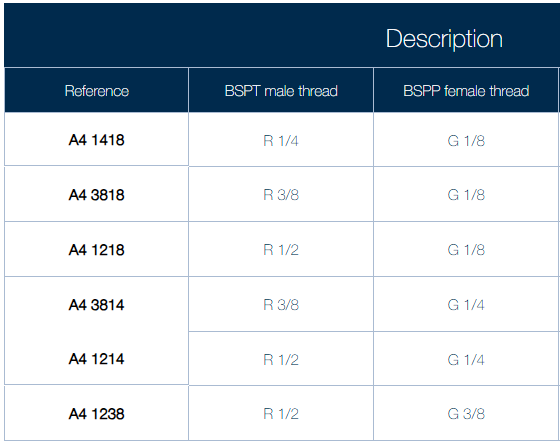 Description
Reference BSPT male thread BSPP female thread
A4 1418 R 1/4 G 1/8
A4 3818 R 3/8 G 1/8
A4 1218 R 1/2 G 1/8
A4 3814 R 3/8 G 1/4
A4 1214 R 1/2 G 1/4
A4 1238 R 1/2 G 3/8